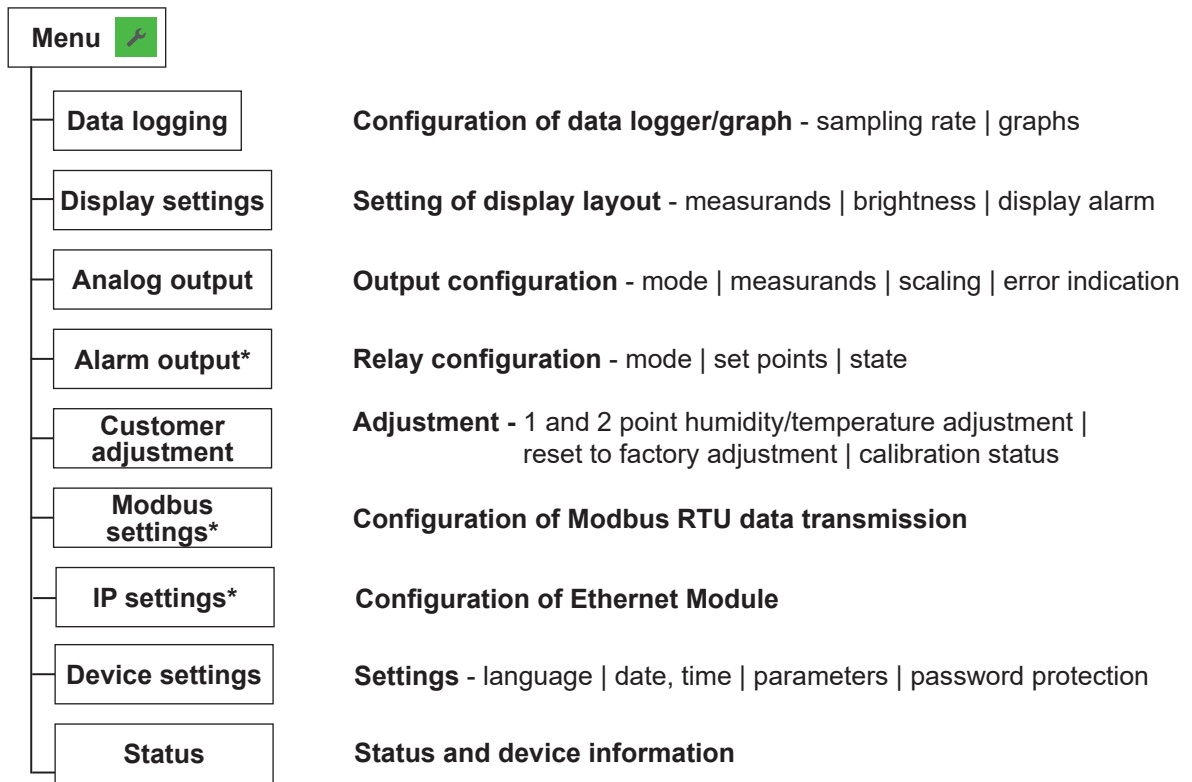 Menu
Data logging Configuration of data logger/graph - sampling rate | graphs
Display settings Setting of display layout - measurands | brightness | display alarm
Analog output Output configuration - mode | measurands | scaling | error indication
Alarm output* Relay configuration - mode | set points | state
Customer
adjustment
Adjustment - 1 and 2 point humidity/temperature adjustment |
reset to factory adjustment | calibration status
Modbus
settings*
Configuration of Modbus RTU data transmission
IP settings* Configuration of Ethernet Module
Device settings Settings - language | date, time | parameters | password protection
Status Status and device information